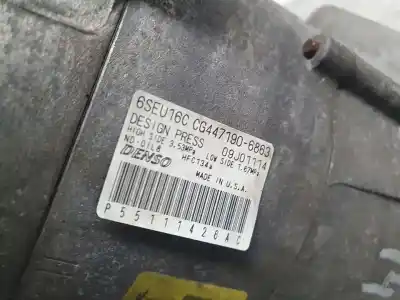 6SEU16C CG447190-6863
DESIGN PRESS 09J01114
HIGH SIDE 3.53MPa LOW SIDE 1.67MPa
ND-OIL8 HFC134a
DENSO MADE IN U.S.A.
P55111426AC